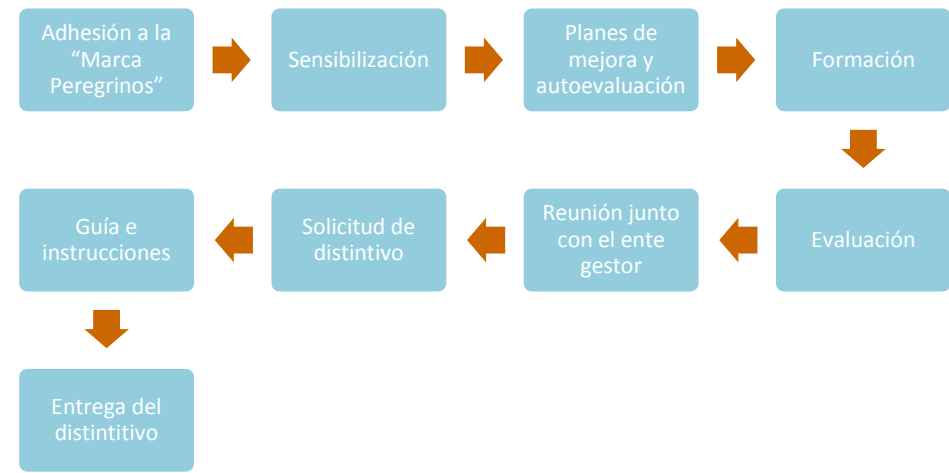 Adhesión a la
“Marca
Peregrinos”
Sensibilización
Planes de
mejora y
autoevaluación
Formación
Evaluación
Reunión junto
con el ente
gestor
Solicitud de
distintivo
Guía e
instrucciones
Entrega del
distintitivo